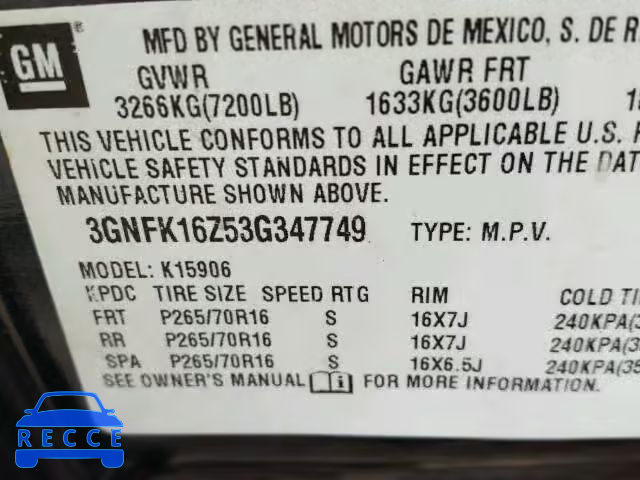 GM ®
MFD BY GENERAL MOTORS DE MEXICO, S. DE R
GVWR GAWR FRT
3266KG(7200LB) 1633KG(3600LB)
THIS VEHICLE CONFORMS TO ALL APPLICABLE U.S.
VEHICLE SAFETY STANDARDS IN EFFECT ON THE DAT
MANUFACTURE SHOWN ABOVE.
3GNFK16Z53G347749 TYPE: M.P.V.
MODEL: K15906
KPDC TIRE SIZE SPEED RTG RIM COLD TI
FRT P265/70R16 S 16X7J 240KPA(3
RR P265/70R16 S 16X7J 240KPA(3
SPA P265/70R16 S 16X6.5J 240KPA(35
SEE OWNER'S MANUAL FOR MORE INFORMATION.
RECCE